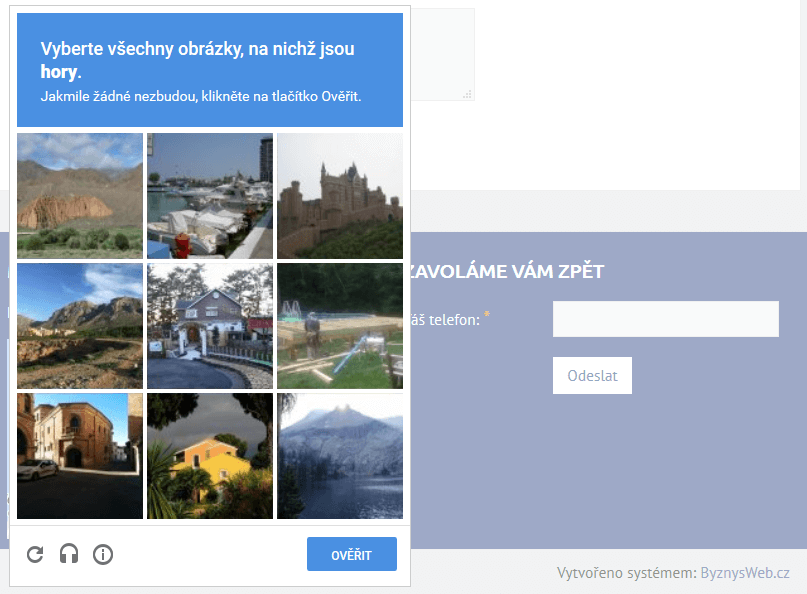 Vyberte všechny obrázky, na nichž jsou
hory.
Jakmile žádné nezbudou, klikněte na tlačítko Ověřit.
OVĚŘIT
ZAVOLÁME VÁM ZPĚT
áš telefon: *
Odeslat
Vytvořeno systémem: ByznysWeb.cz